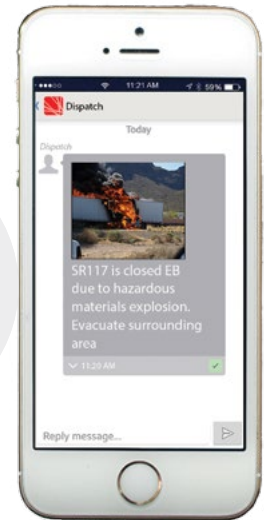 11:21 AM 59%
Dispatch
Today
Dispatch
SR117 is closed EB
due to hazardous
materials explosion.
Evacuate surrounding
area
11:20 AM
Reply message...